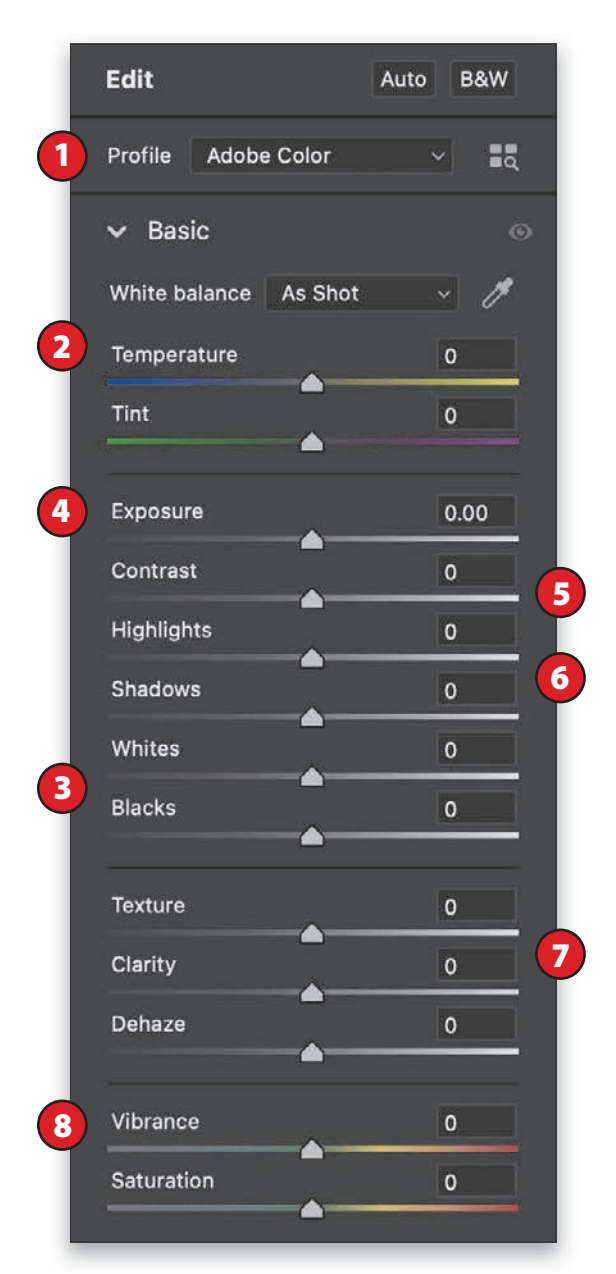 Edit Auto B&W
1 Profile Adobe Color
Basic
White balance As Shot
2 Temperature 0
Tint 0
4 Exposure 0.00
Contrast 0
5
Highlights 0
6
Shadows 0
Whites 0
3
Blacks 0
Texture 0
7
Clarity 0
Dehaze 0
8 Vibrance 0
Saturation 0